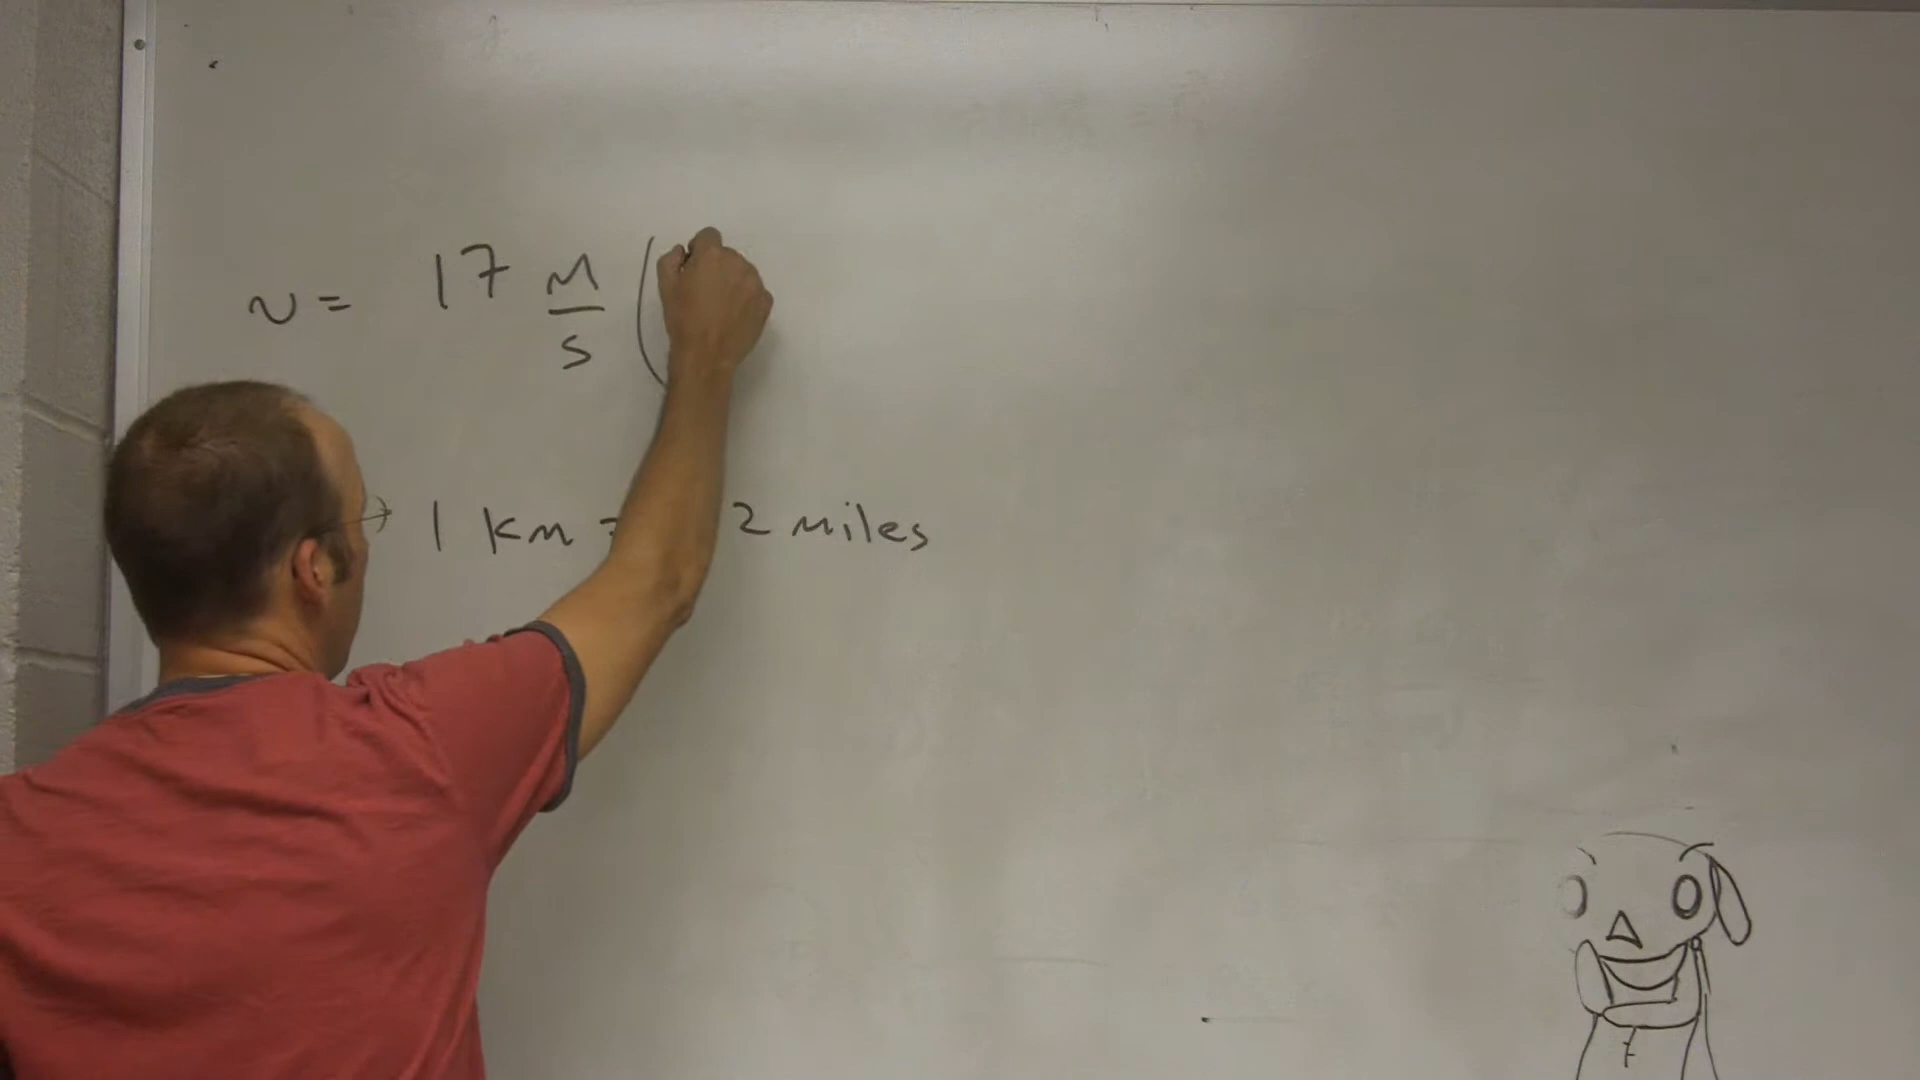 v = 17 m/s (
1 km = 2 miles